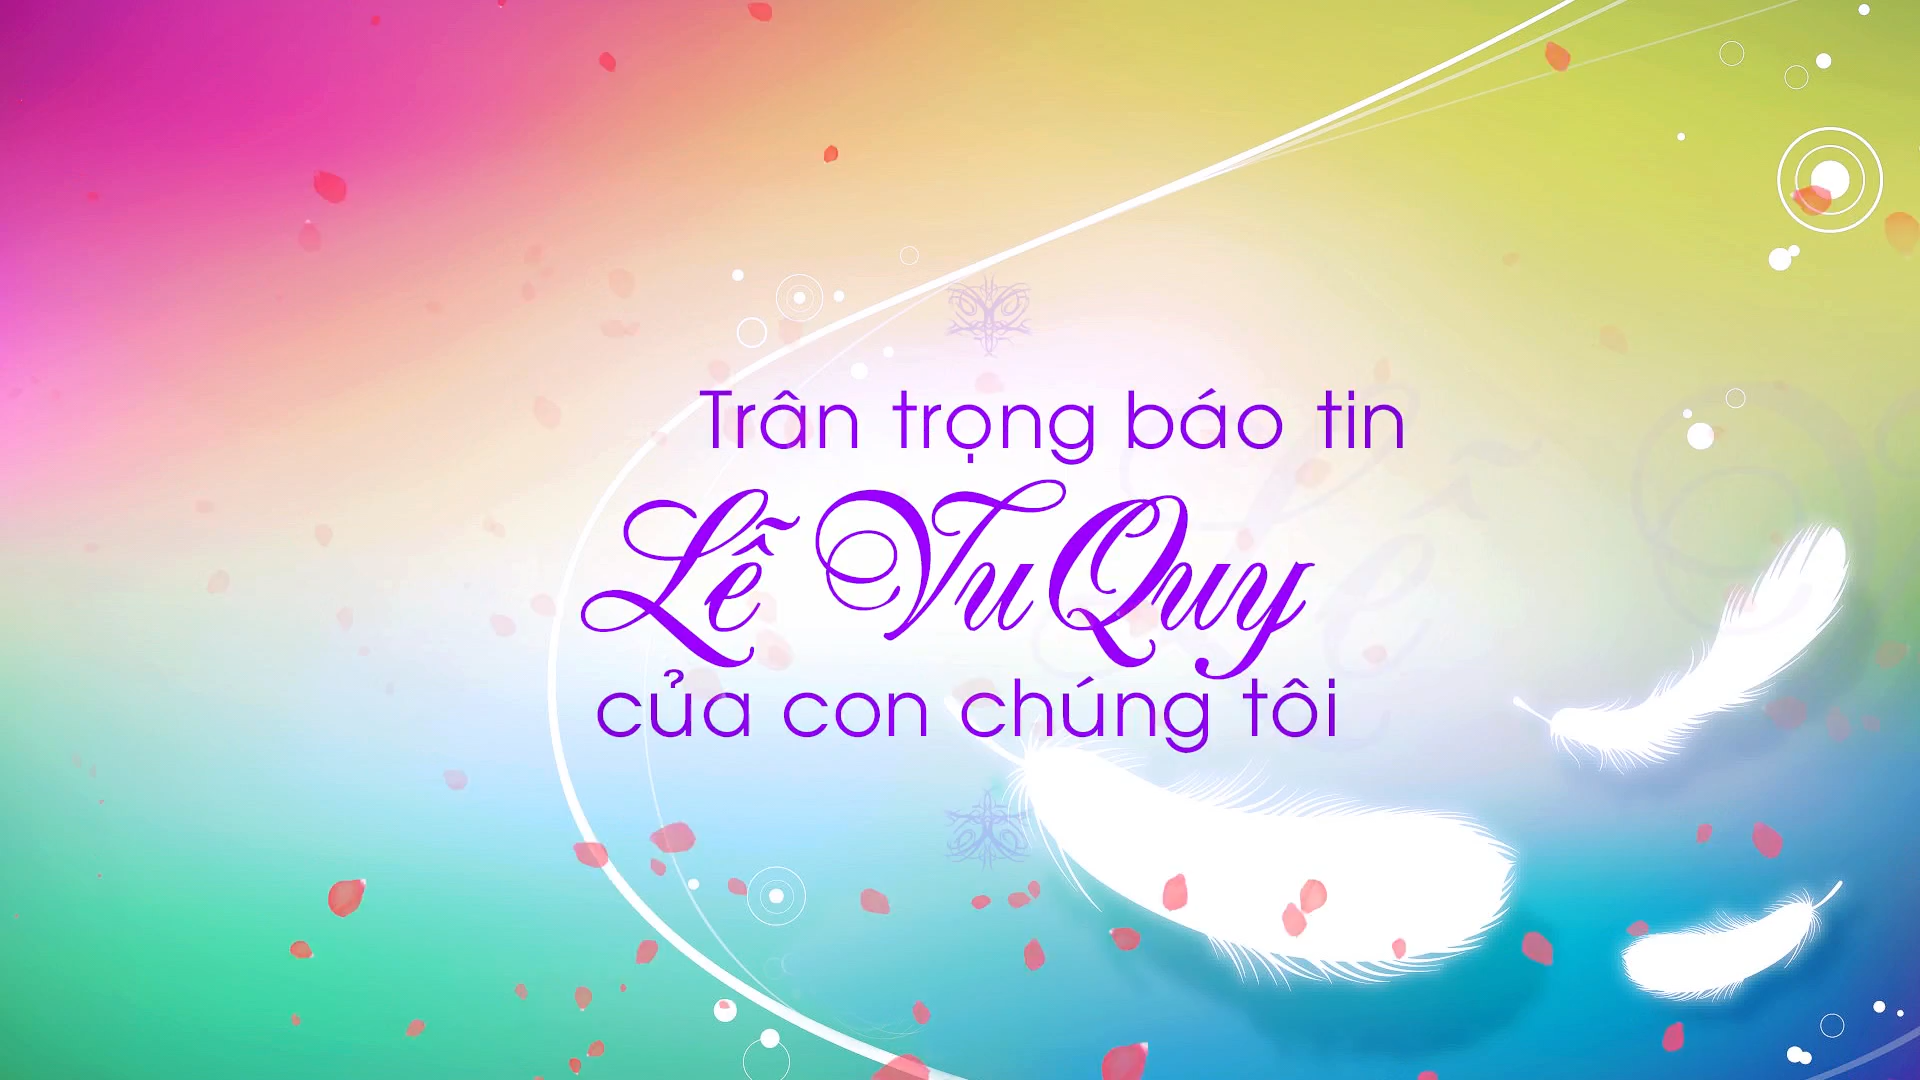 Trân trọng báo tin
Lễ Vu Quy
của con chúng tôi